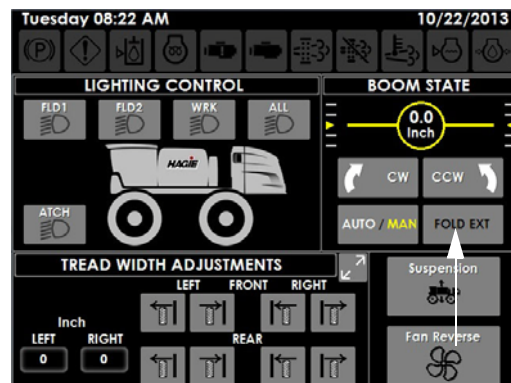 Tuesday 08:22 AM 10/22/2013
(P)
LIGHTING CONTROL
FLD1 FLD2 WRK ALL
HAGIE
ATCH
BOOM STATE
0.0
Inch
CW CCW
AUTO / MAN FOLD EXT
TREAD WIDTH ADJUSTMENTS
LEFT FRONT RIGHT
Inch
LEFT RIGHT
REAR
0 0
Suspension
Fan Reverse